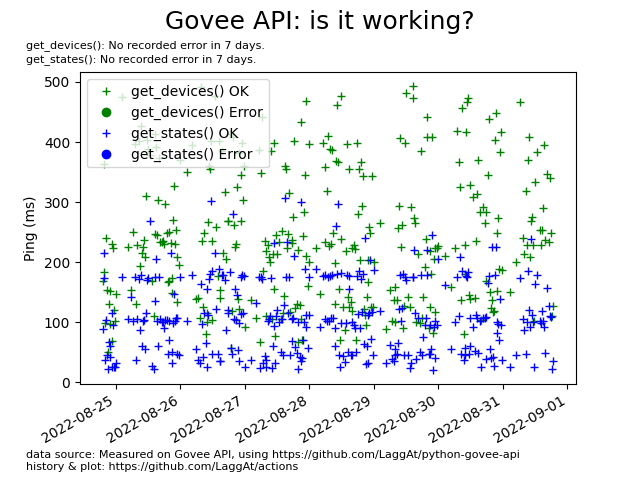 Govee API: is it working?
get_devices(): No recorded error in 7 days.
get_states(): No recorded error in 7 days.
get_devices() OK
get_devices() Error
get_states() OK
get_states() Error
Ping (ms)
500
400
300
200
100
0
2022-08-25
2022-08-26
2022-08-27
2022-08-28
2022-08-29
2022-08-30
2022-08-31
2022-09-01
data source: Measured on Govee API, using https://github.com/LaggAt/python-govee-api
history & plot: https://github.com/LaggAt/actions